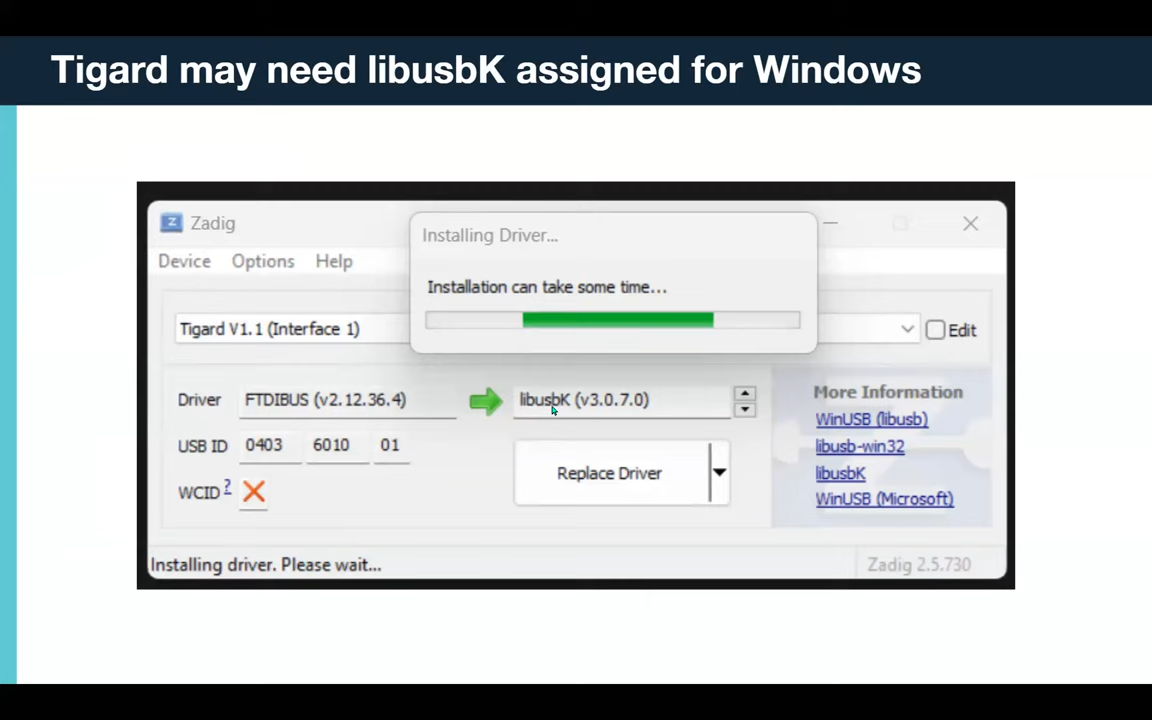 Tigard may need libusbK assigned for Windows
Zadig
Installing Driver...
Device Options Help
Installation can take some time...
Tigard V1.1 (Interface 1)
Edit
Driver FTDIBUS (v2.12.36.4) libusbK (v3.0.7.0)
More Information
WinUSB (libusb)
USB ID 0403 6010 01
libusb-win32
Replace Driver
libusbK
WCID ?
WinUSB (Microsoft)
Installing driver. Please wait...
Zadig 2.5.730